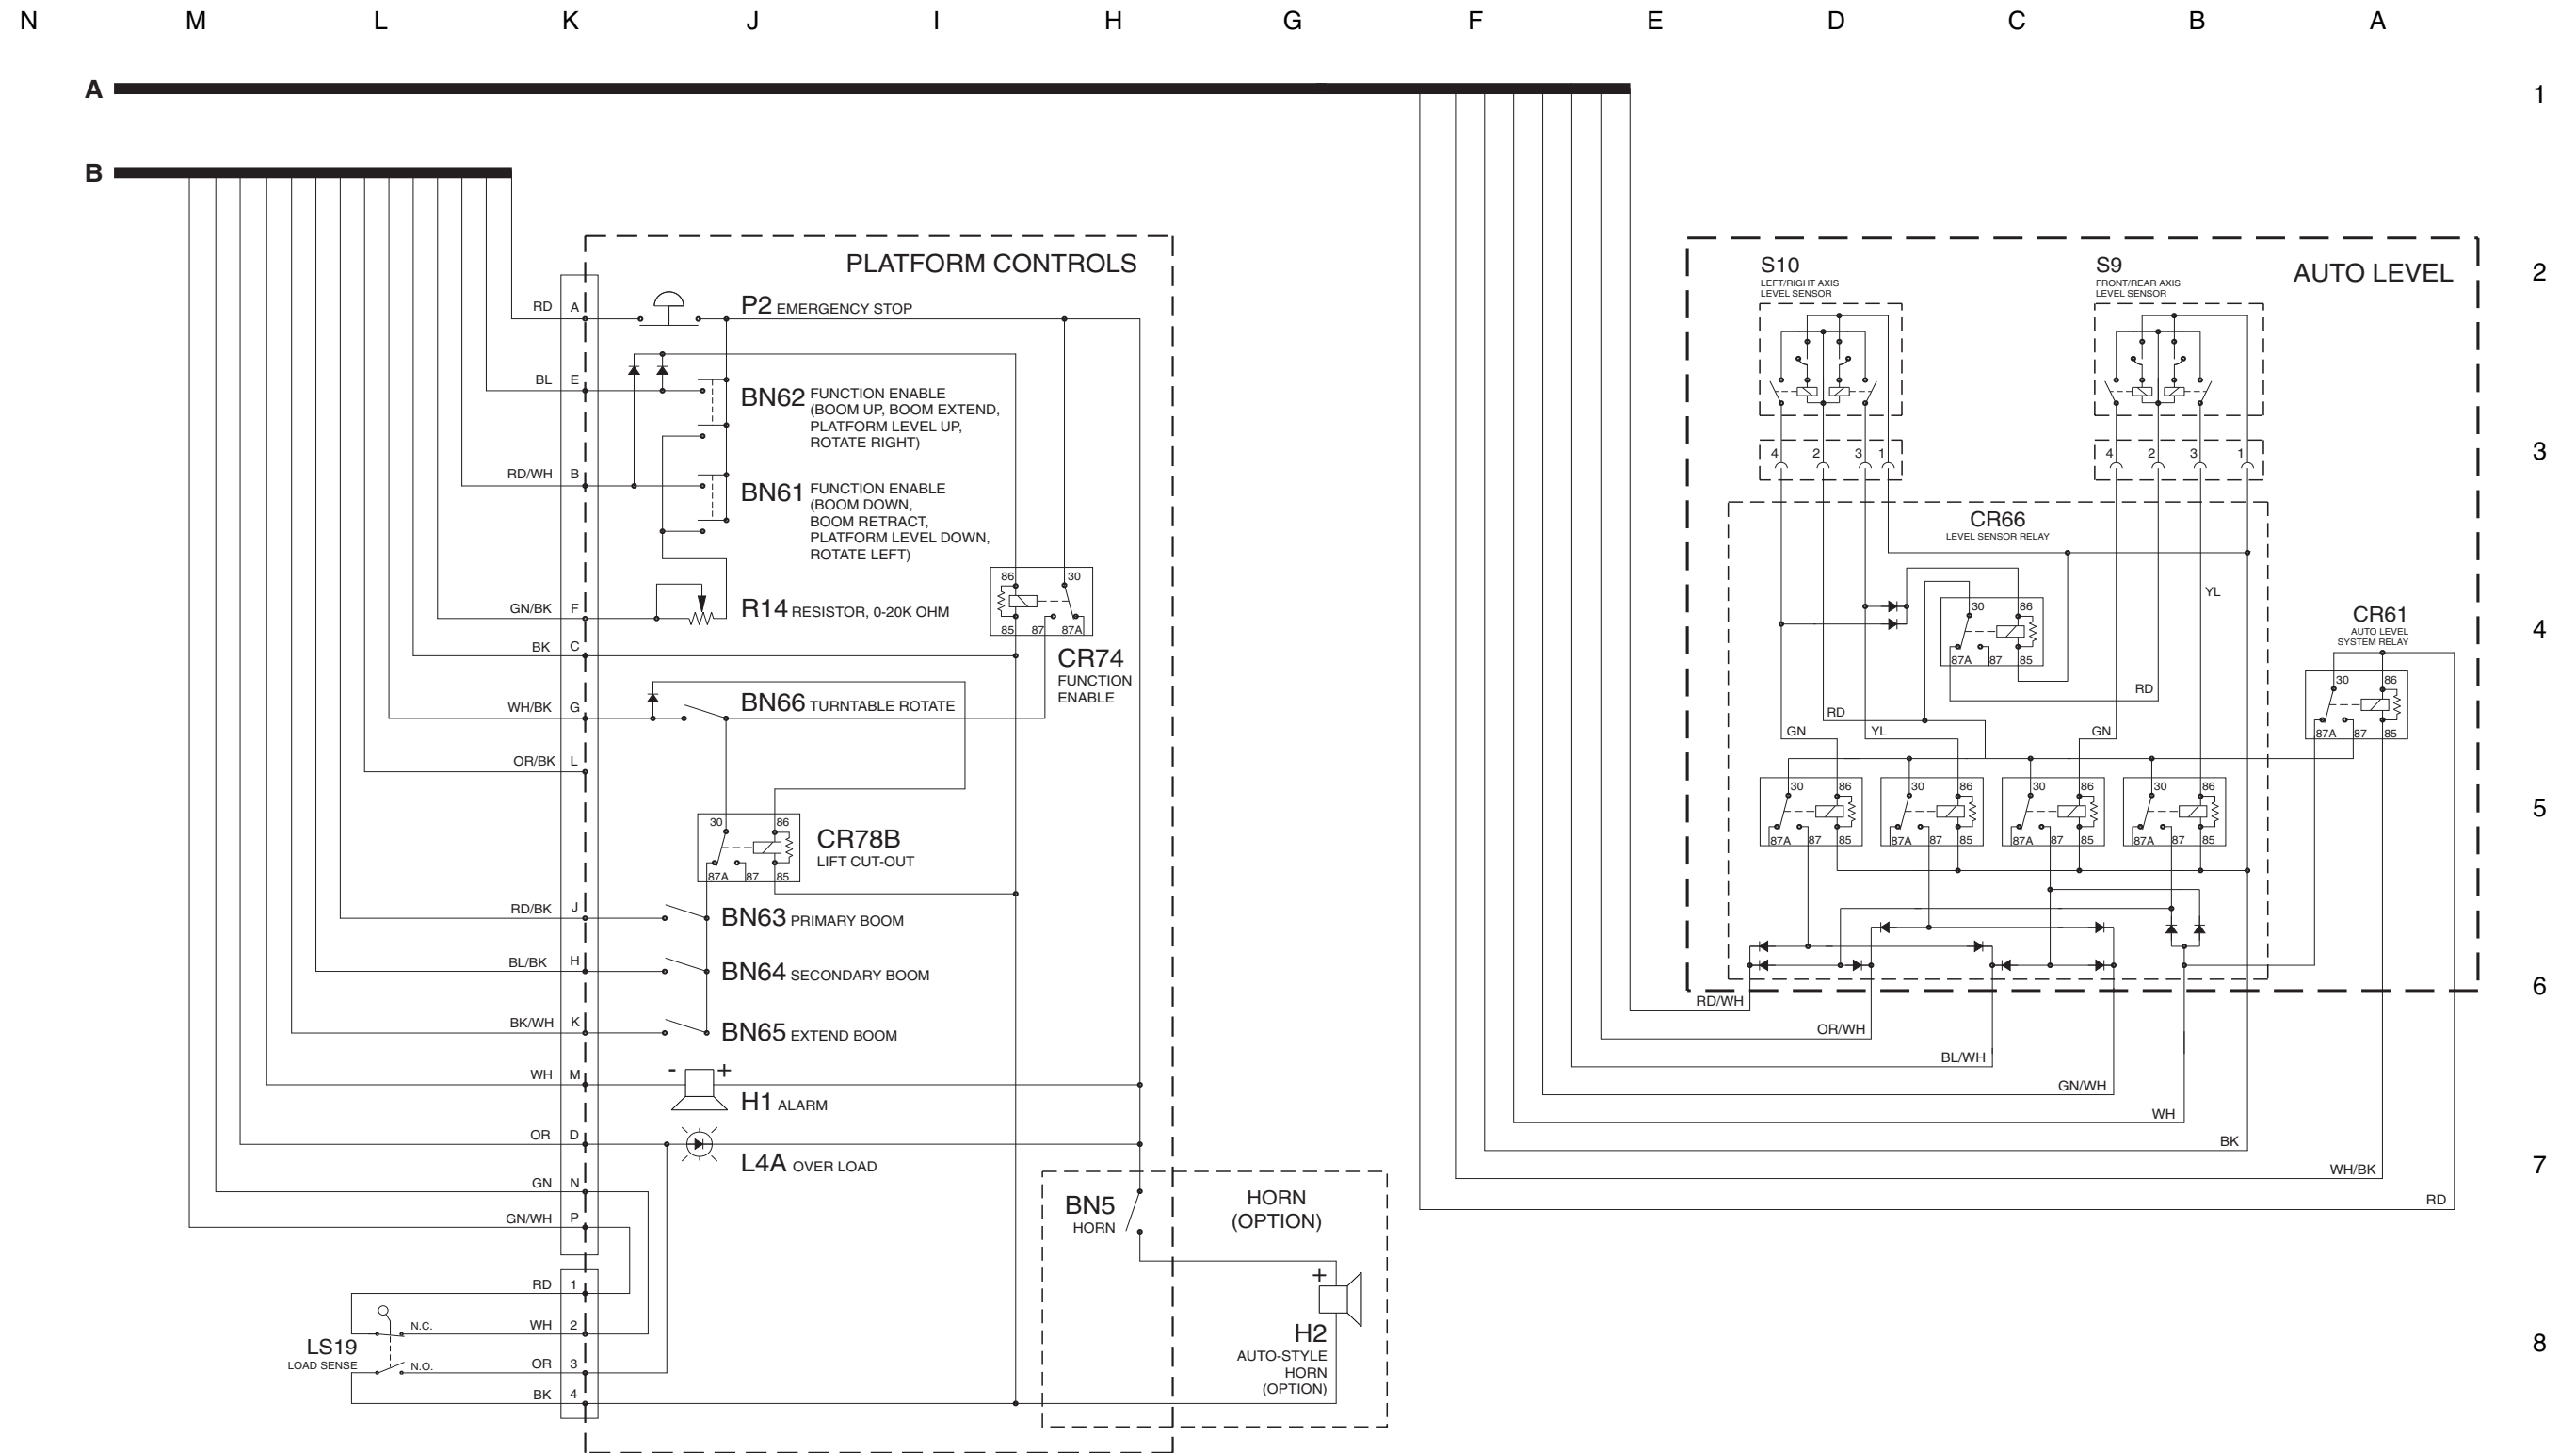 N M L K J I H G F E D C B A
A
1
B
PLATFORM CONTROLS
2
S10
LEFT/RIGHT AXIS
LEVEL SENSOR
S9
FRONT/REAR AXIS
LEVEL SENSOR
AUTO LEVEL
RD A
P2 EMERGENCY STOP
BL E
BN62 FUNCTION ENABLE
(BOOM UP, BOOM EXTEND,
PLATFORM LEVEL UP,
ROTATE RIGHT)
4 2 3 1
4 2 3 1
3
RD/WH B
BN61 FUNCTION ENABLE
(BOOM DOWN,
BOOM RETRACT,
PLATFORM LEVEL DOWN,
ROTATE LEFT)
CR66
LEVEL SENSOR RELAY
86 30
85 87 87A
GN/BK F
R14 RESISTOR, 0-20K OHM
30 86
87A 87 85
YL
CR61
AUTO LEVEL
SYSTEM RELAY
4
BK C
CR74
FUNCTION
ENABLE
RD
30 86
87A 87 85
WH/BK G
BN66 TURNTABLE ROTATE
RD
GN YL GN
OR/BK L
30 86
87A 87 85
30 86
87A 87 85
30 86
87A 87 85
30 86
87A 87 85
5
30 86
87A 87 85
CR78B
LIFT CUT-OUT
RD/BK J
BN63 PRIMARY BOOM
BL/BK H
BN64 SECONDARY BOOM
6
RD/WH
BK/WH K
BN65 EXTEND BOOM
OR/WH
BL/WH
WH M
- +
H1 ALARM
GN/WH
WH
OR D
L4A OVER LOAD
BK
7
WH/BK
GN N
RD
GN/WH P
BN5
HORN
HORN
(OPTION)
RD 1
+
WH 2
N.C.
LS19
LOAD SENSE
N.O.
OR 3
BK 4
H2
AUTO-STYLE
HORN
(OPTION)
8